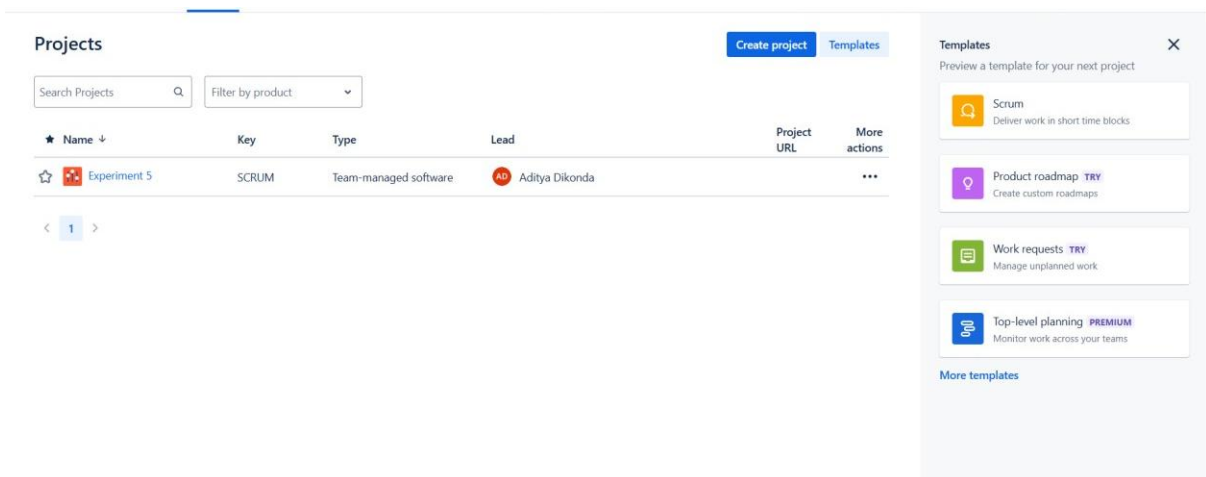 Projects
Create project
Templates
Search Projects
Filter by product
Name ↓
Key
Type
Lead
Project
URL
More
actions
Experiment 5
SCRUM
Team-managed software
AD
Aditya Dikonda
< 1 >
Templates
Preview a template for your next project
Scrum
Deliver work in short time blocks
Product roadmap TRY
Create custom roadmaps
Work requests TRY
Manage unplanned work
Top-level planning PREMIUM
Monitor work across your teams
More templates